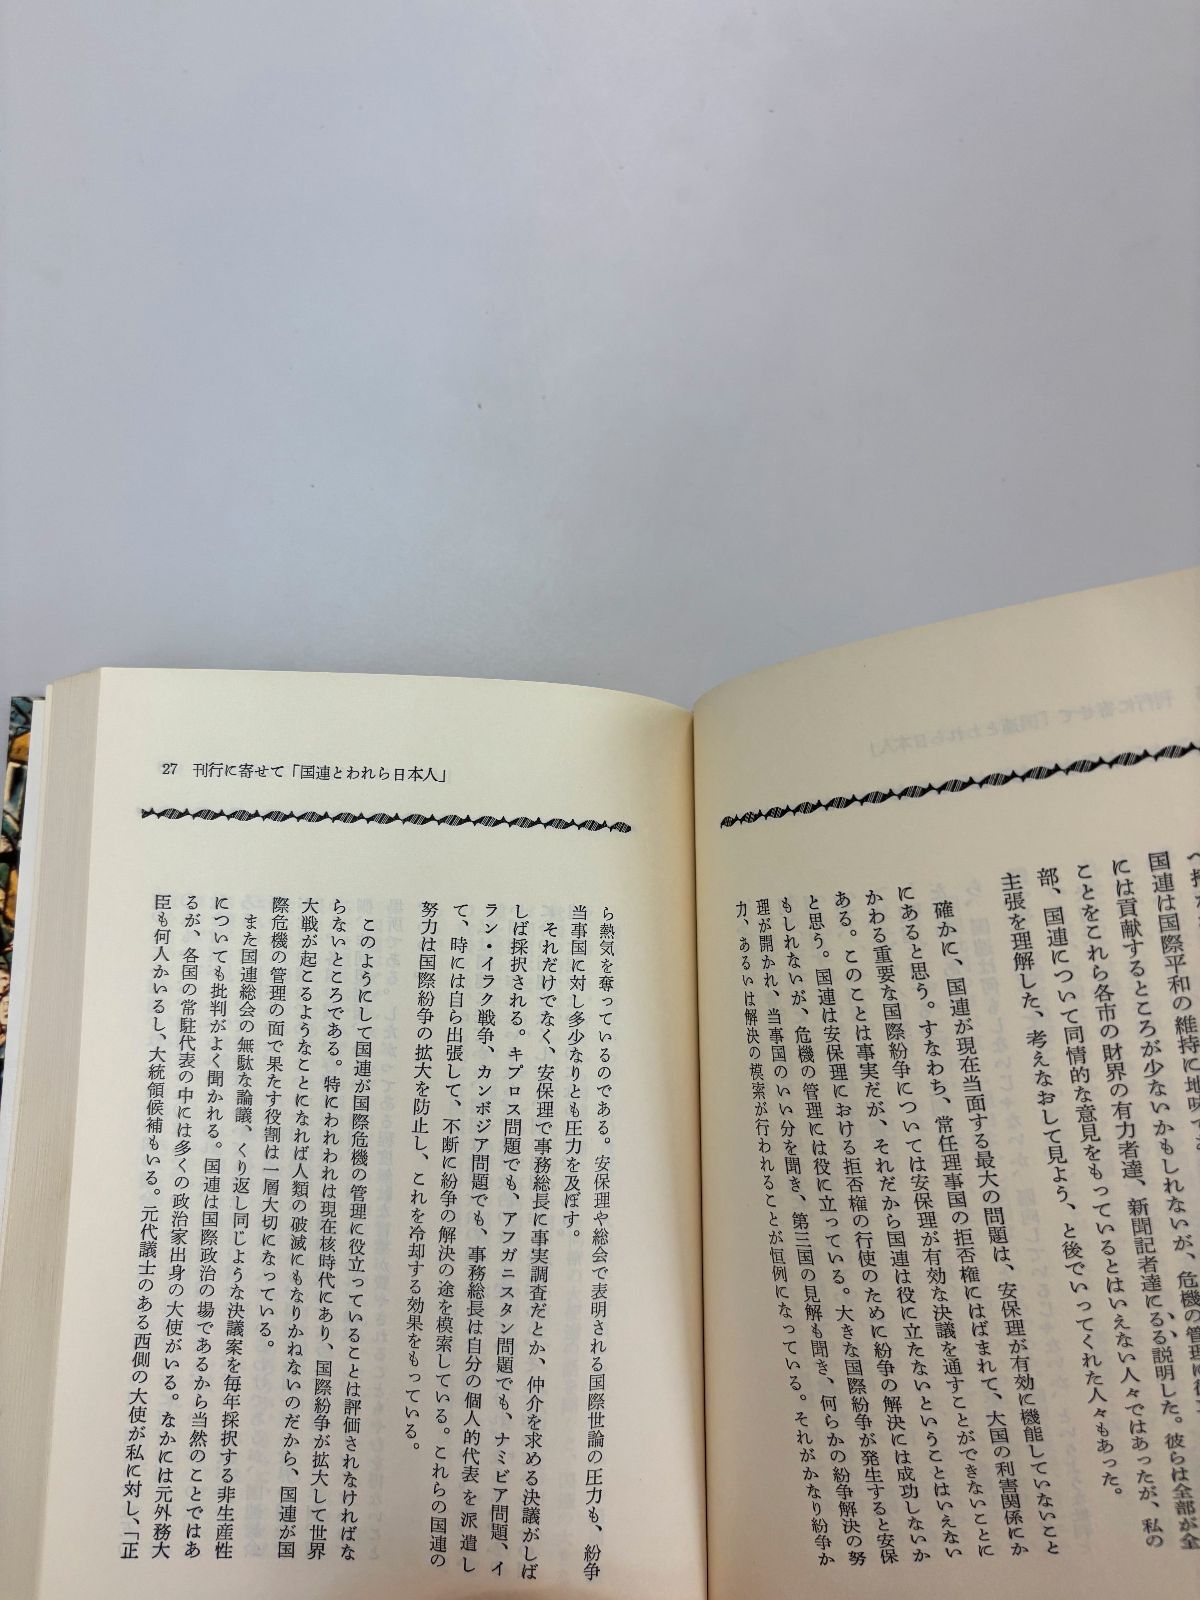 国連は国際平和の維持に地味で
には貢献するところが少ないかもしれないが、危機の管理に
ことをこれら各市の財界の有力者達、新聞記者達にるる説明した。彼らは全部が全
部、国連について同情的な意見をもっているとはいえない人々ではあったが、私の
主張を理解した、考えなおして見よう、と後でいってくれた人々もあった。
確かに、国連が現在当面する最大の問題は、安保理が有効に機能していないこと
にあると思う。すなわち、常任理事国の拒否権にはばまれて、大国の利害関係にか
かわる重要な国際紛争については安保理が有効な決議を通すことができないことに
ある。このことは事実だが、それだから国連は役に立たないということはいえない
と思う。国連は安保理における拒否権の行使のために紛争の解決には成功しないか
もしれないが、危機の管理には役に立っている。大きな国際紛争が発生すると安保
理が開かれ、当事国のいい分を聞き、第三国の見解も聞き、何らかの紛争解決の努
力、あるいは解決の模索が行われることが恒例になっている。それがかなり紛争か
27 刊行に寄せて「国連とわれら日本人」
ら熱気を奪っているのである。安保理や総会で表明される国際世論の圧力も、紛争
当事国に対し多少なりとも圧力を及ぼす。
それだけでなく、安保理で事務総長に事実調査だとか、仲介を求める決議がしば
しば採択される。キプロス問題でも、アフガニスタン問題でも、ナミビア問題、イ
ラン・イラク戦争、カンボジア問題でも、事務総長は自分の個人的代表を派遣し
て、時には自ら出張して、不断に紛争の解決の途を模索している。これらの国連の
努力は国際紛争の拡大を防止し、これを冷却する効果をもっている。
このようにして国連が国際危機の管理に役立っていることは評価されなければな
らないところである。特にわれわれは現在核時代にあり、国際紛争が拡大して世界
大戦が起こるようなことになれば人類の破滅にもなりかねないのだから、国連が国
際危機の管理の面で果たす役割は一層大切になっている。
また国連総会の無駄な論議、くり返し同じような決議案を毎年採択する非生産性
についても批判がよく聞かれる。国連は国際政治の場であるから当然のことではあ
るが、各国の常駐代表の中には多くの政治家出身の大使がいる。なかには元外務大
臣も何人かいるし、大統領候補もいる。元代議士のある西側の大使が私に対し、「正